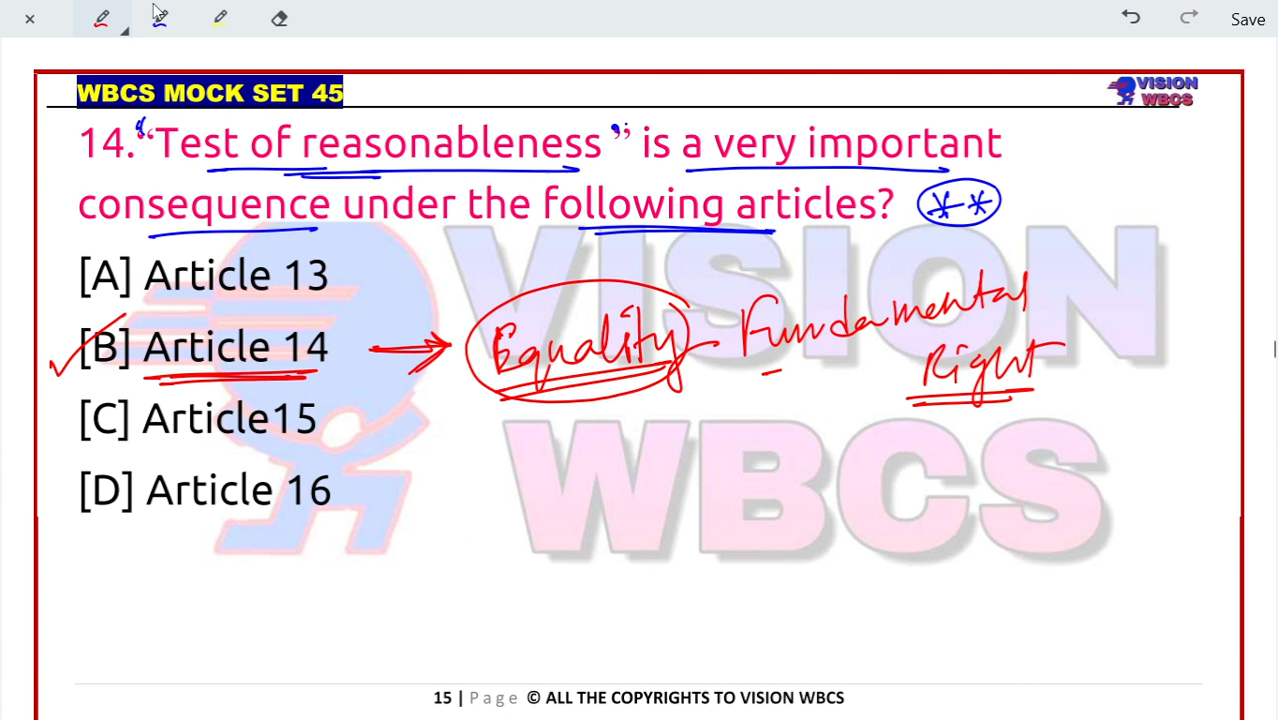 Save
WBCS MOCK SET 45
VISION
WBCS
14. “Test of reasonableness ” is a very important
consequence under the following articles? **
[A] Article 13
[B] Article 14
Equality - Fundamental
Right
[C] Article15
[D] Article 16
VISION
WBCS
15 | Page © ALL THE COPYRIGHTS TO VISION WBCS